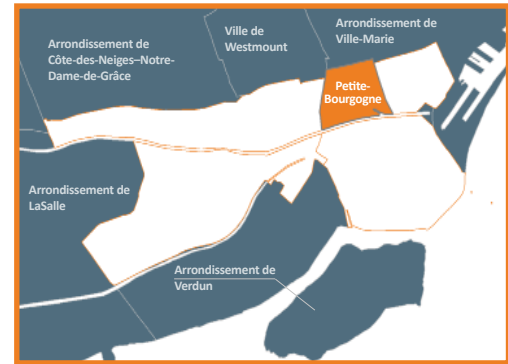 Arrondissement de
Côte-des-Neiges–Notre-
Dame-de-Grâce
Ville de
Westmount
Arrondissement de
Ville-Marie
Petite-
Bourgogne
Arrondissement de
LaSalle
Arrondissement de
Verdun